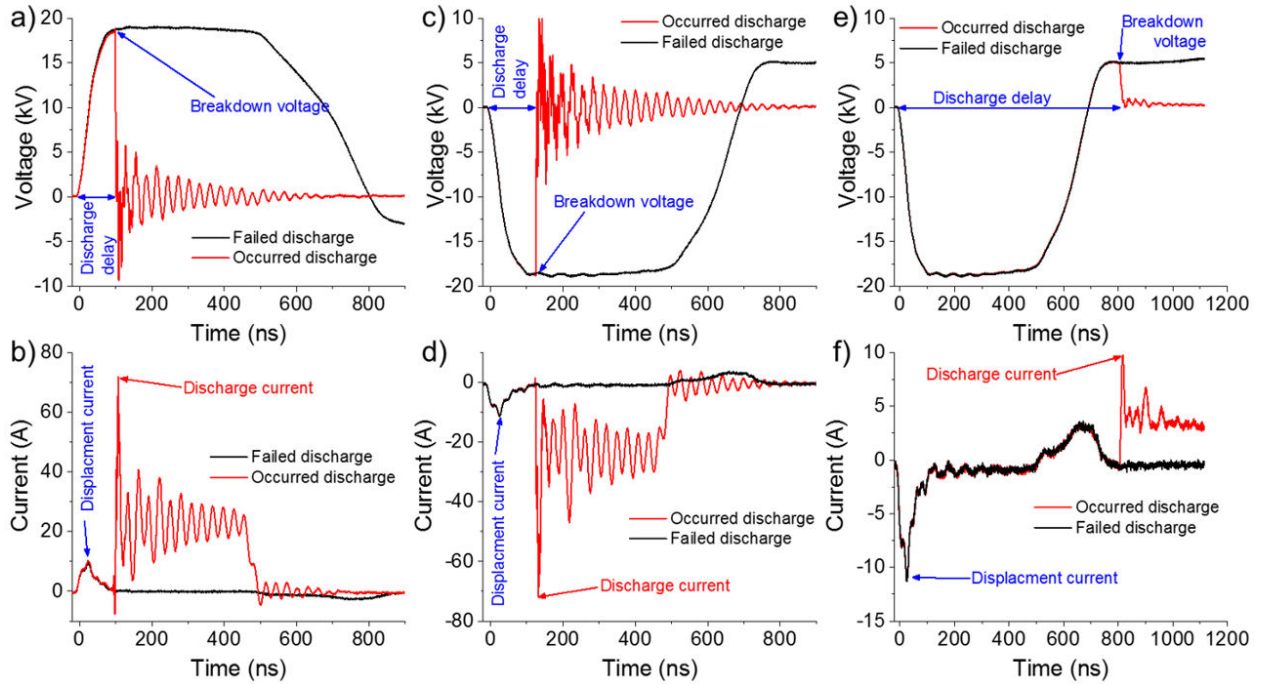 a)
20
15
10
5
0
-5
-10
Voltage (kV)
Discharge
delay
Breakdown voltage
Failed discharge
Occurred discharge
200 400 600 800
Time (ns)
c)
10
5
0
-5
-10
-15
-20
Voltage (kV)
Discharge
delay
Occurred discharge
Failed discharge
Breakdown voltage
0 200 400 600 800
Time (ns)
e)
10
5
0
-5
-10
-15
-20
Voltage (kV)
Occurred discharge
Failed discharge
Breakdown
voltage
Discharge delay
0 200 400 600 800 1000 1200
Time (ns)
b)
80
60
40
20
0
Current (A)
Displacment current
Discharge current
Failed discharge
Occurred discharge
200 400 600 800
Time (ns)
d)
0
-20
-40
-60
-80
Current (A)
Displacment current
Occurred discharge
Failed discharge
Discharge current
0 200 400 600 800
Time (ns)
f)
10
5
0
-5
-10
-15
Current (A)
Discharge current
Occurred discharge
Failed discharge
Displacment current
0 200 400 600 800 1000 1200
Time (ns)